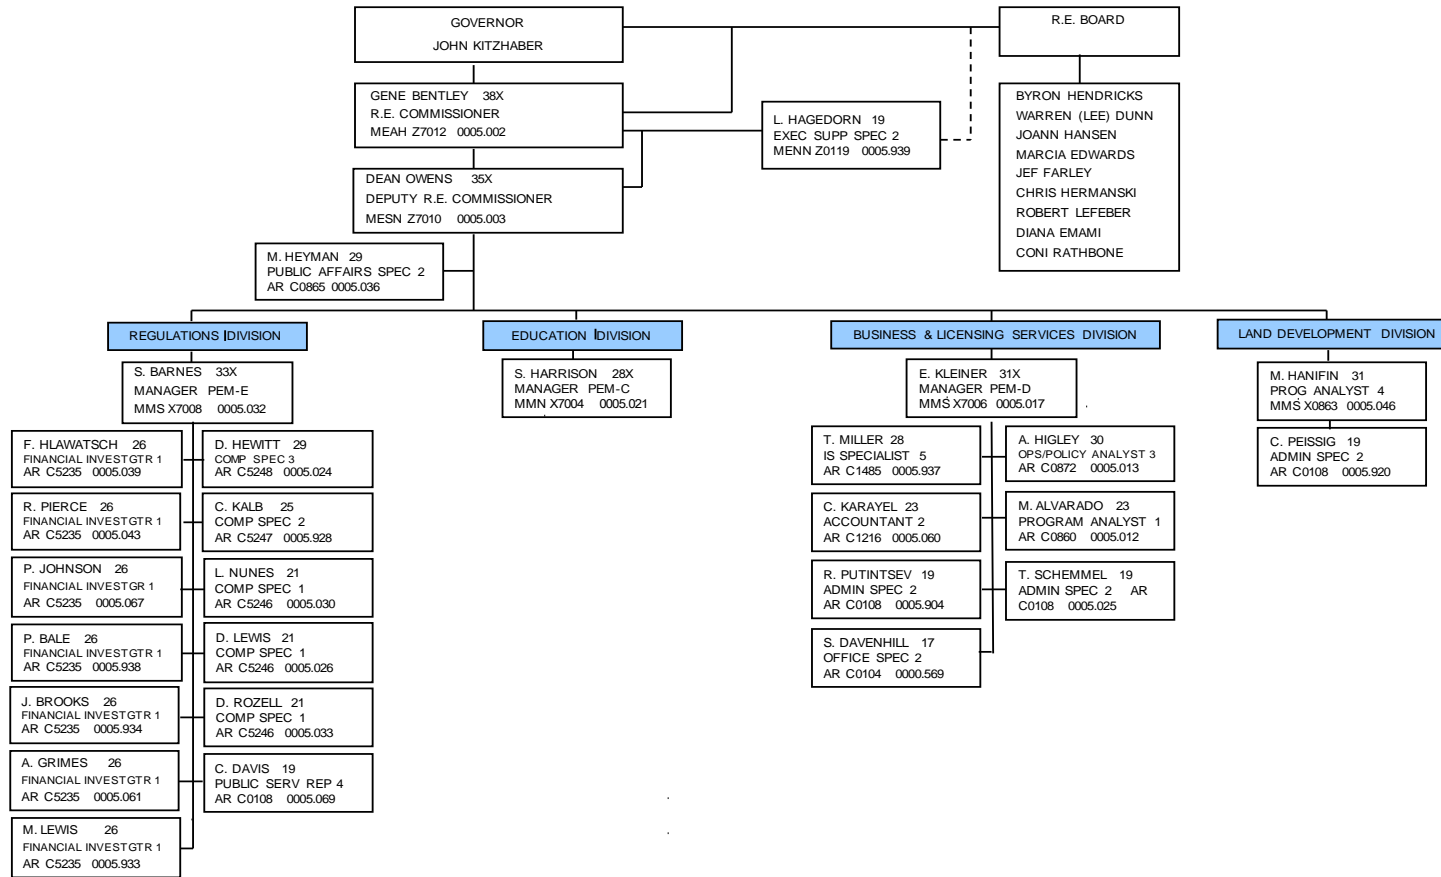 GOVERNOR
JOHN KITZHABER
R.E. BOARD
GENE BENTLEY 38X
R.E. COMMISSIONER
MEAH Z7012 0005.002
L. HAGEDORN 19
EXEC SUPP SPEC 2
MENN Z0119 0005.939
BYRON HENDRICKS
WARREN (LEE) DUNN
JOANN HANSEN
MARCIA EDWARDS
JEF FARLEY
CHRIS HERMANSKI
ROBERT LEFEBER
DIANA EMAMI
CONI RATHBONE
DEAN OWENS 35X
DEPUTY R.E. COMMISSIONER
MESN Z7010 0005.003
M. HEYMAN 29
PUBLIC AFFAIRS SPEC 2
AR C0865 0005.036
REGULATIONS DIVISION
EDUCATION DIVISION
BUSINESS & LICENSING SERVICES DIVISION
LAND DEVELOPMENT DIVISION
S. BARNES 33X
MANAGER PEM-E
MMS X7008 0005.032
S. HARRISON 28X
MANAGER PEM-C
MMN X7004 0005.021
E. KLEINER 31X
MANAGER PEM-D
MMS X7006 0005.017
M. HANIFIN 31
PROG ANALYST 4
MMS X0863 0005.046
F. HLAWATSCH 26
FINANCIAL INVESTGTR 1
AR C5235 0005.039
D. HEWITT 29
COMP SPEC 3
AR C5248 0005.024
T. MILLER 28
IS SPECIALIST 5
AR C1485 0005.937
A. HIGLEY 30
OPS/POLICY ANALYST 3
AR C0872 0005.013
C. PEISSIG 19
ADMIN SPEC 2
AR C0108 0005.920
R. PIERCE 26
FINANCIAL INVESTGTR 1
AR C5235 0005.043
C. KALB 25
COMP SPEC 2
AR C5247 0005.928
C. KARAYEL 23
ACCOUNTANT 2
AR C1216 0005.060
M. ALVARADO 23
PROGRAM ANALYST 1
AR C0860 0005.012
P. JOHNSON 26
FINANCIAL INVESTGR 1
AR C5235 0005.067
L. NUNES 21
COMP SPEC 1
AR C5246 0005.030
R. PUTINTSEV 19
ADMIN SPEC 2
AR C0108 0005.904
T. SCHEMMEL 19
ADMIN SPEC 2 AR
C0108 0005.025
P. BALE 26
FINANCIAL INVESTGTR 1
AR C5235 0005.938
D. LEWIS 21
COMP SPEC 1
AR C5246 0005.026
S. DAVENHILL 17
OFFICE SPEC 2
AR C0104 0000.569
J. BROOKS 26
FINANCIAL INVESTGTR 1
AR C5235 0005.934
D. ROZELL 21
COMP SPEC 1
AR C5246 0005.033
A. GRIMES 26
FINANCIAL INVESTGTR 1
AR C5235 0005.061
C. DAVIS 19
PUBLIC SERV REP 4
AR C0108 0005.069
M. LEWIS 26
FINANCIAL INVESTGTR 1
AR C5235 0005.933